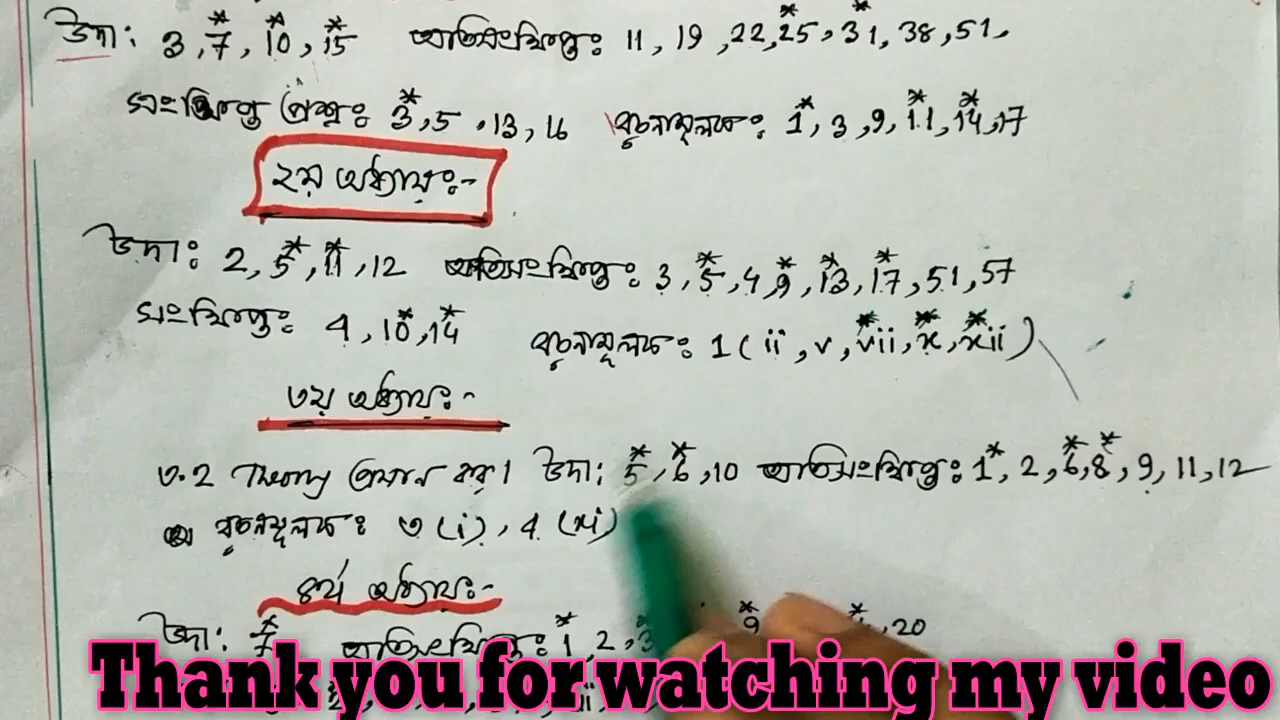 উদা: 3, 7*, 10*, 15* অতিসংক্ষিপ্তঃ 11, 19, 22, 25*, 31*, 38, 51,
সংক্ষিপ্ত প্রশ্নঃ 3*, 5, 13, 16 রচনামূলকঃ 1*, 3, 9, 11*, 14*, 17
২য় অধ্যায়ঃ-
উদাঃ 2, 5*, 11*, 12 অতিসংক্ষিপ্তঃ 3, 5*, 4, 9*, 13*, 17*, 51, 57
সংক্ষিপ্তঃ 4, 10*, 14* রচনামূলকঃ 1(ii, v, vii*, x*, xii*)
৩য় অধ্যায়ঃ-
৩.2 Theory প্রমান কর। উদা: 5*, 6*, 10 অতিসংক্ষিপ্তঃ 1*, 2, 6*, 8*, 9, 11, 12
রচনামূলকঃ ৩(i), 4(xi)
৪র্থ অধ্যায়ঃ-
উদা: 7* অতিসংক্ষিপ্তঃ 1*, 2, 3* 9* 20
Thank you for watching my video